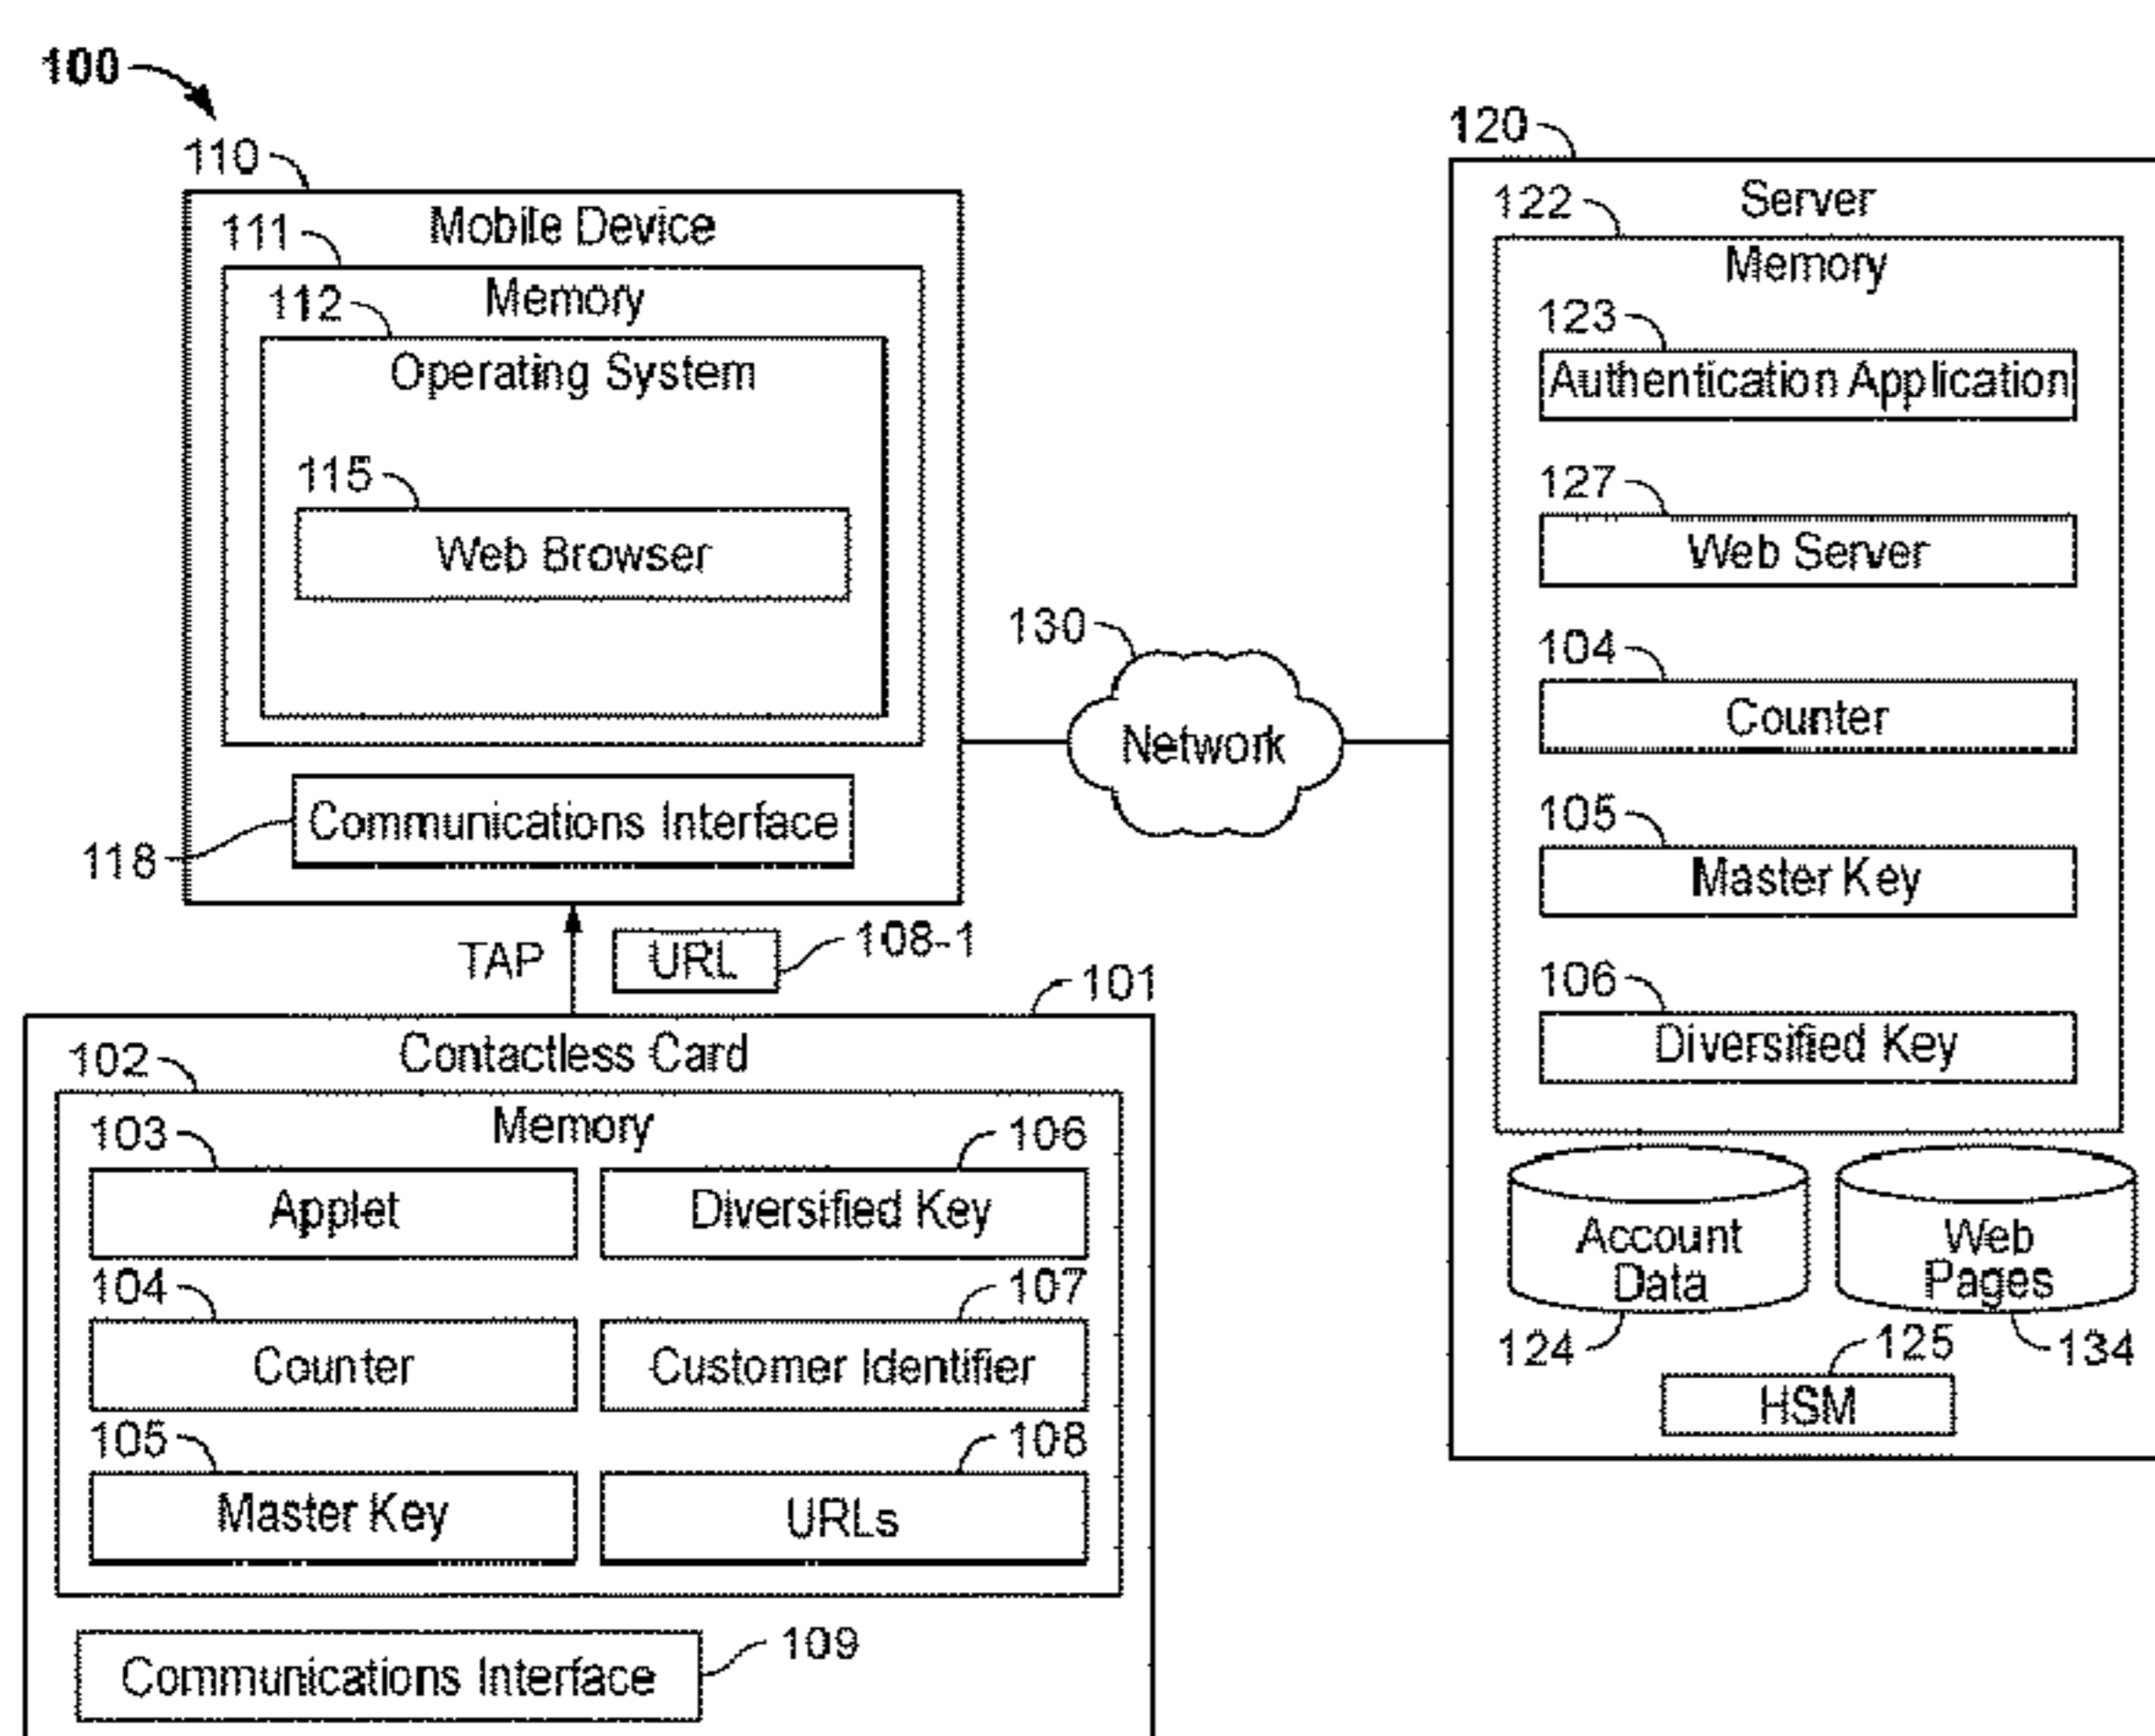 100
110
Mobile Device
111
Memory
112
Operating System
115
Web Browser
Communications Interface
118
TAP
URL
108-1
101
Contactless Card
102
Memory
103
Applet
106
Diversified Key
104
Counter
107
Customer Identifier
105
Master Key
108
URLs
Communications Interface
109
130
Network
120
Server
122
Memory
123
Authentication Application
127
Web Server
104
Counter
105
Master Key
106
Diversified Key
Account
Data
124
Web
Pages
134
125
HSM